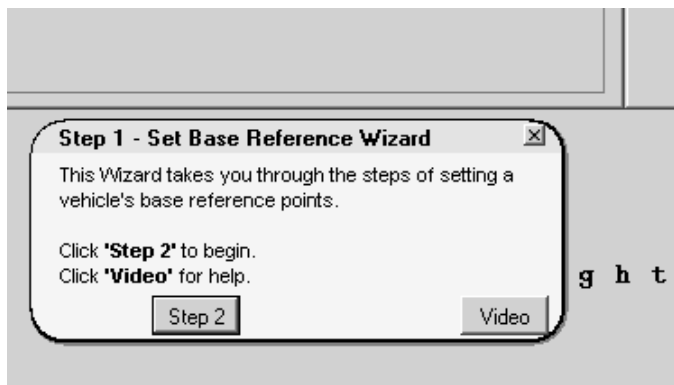 Step 1 - Set Base Reference Wizard
This Wizard takes you through the steps of setting a
vehicle's base reference points.
Click 'Step 2' to begin.
Click 'Video' for help.
g h t
Step 2
Video